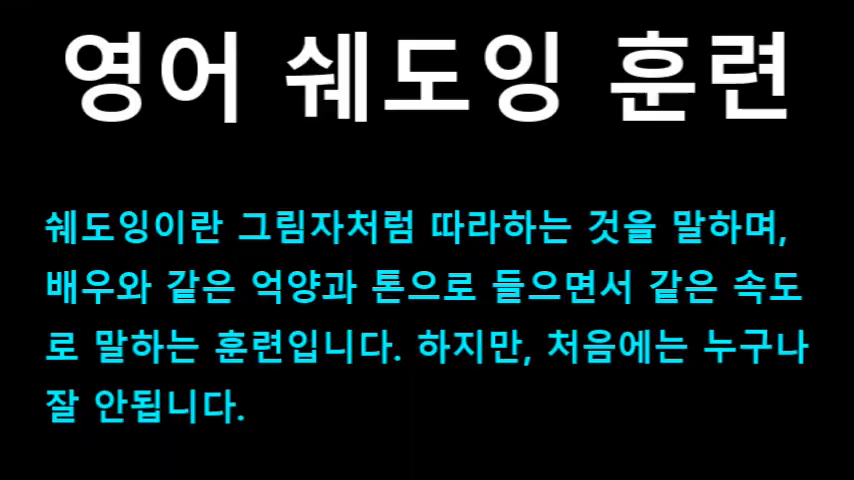 영어 쉐도잉 훈련
쉐도잉이란 그림자처럼 따라하는 것을 말하며,
배우와 같은 억양과 톤으로 들으면서 같은 속도
로 말하는 훈련입니다. 하지만, 처음에는 누구나
잘 안됩니다.